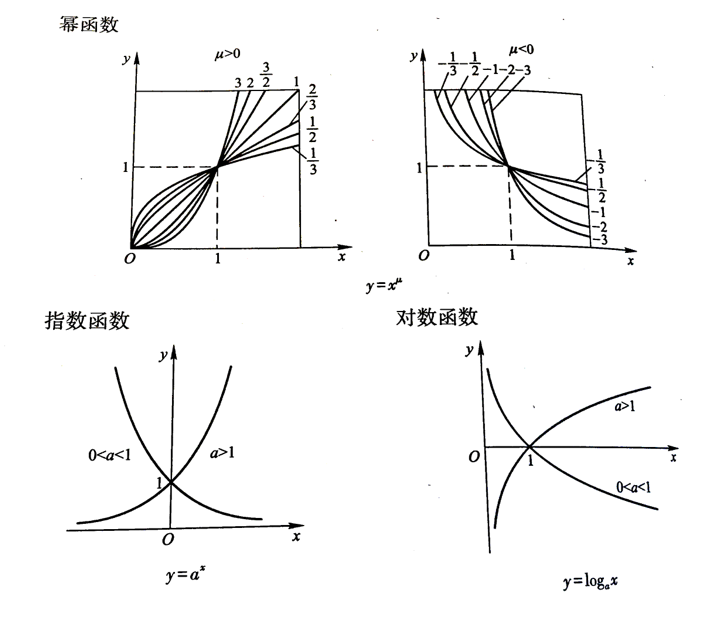 幂函数
y
μ>0
3 2 3/2 1
2/3
1/2
1/3
1
O 1 x
y
μ<0
-1/3 -1/2 -1 -2 -3
1
-1/3
-1/2
-1
-2
-3
O 1 x
y=x^μ
指数函数
y
0<a<1 a>1
1
O x
y=a^x
对数函数
y
a>1
O 1 x
0<a<1
y=logₐx